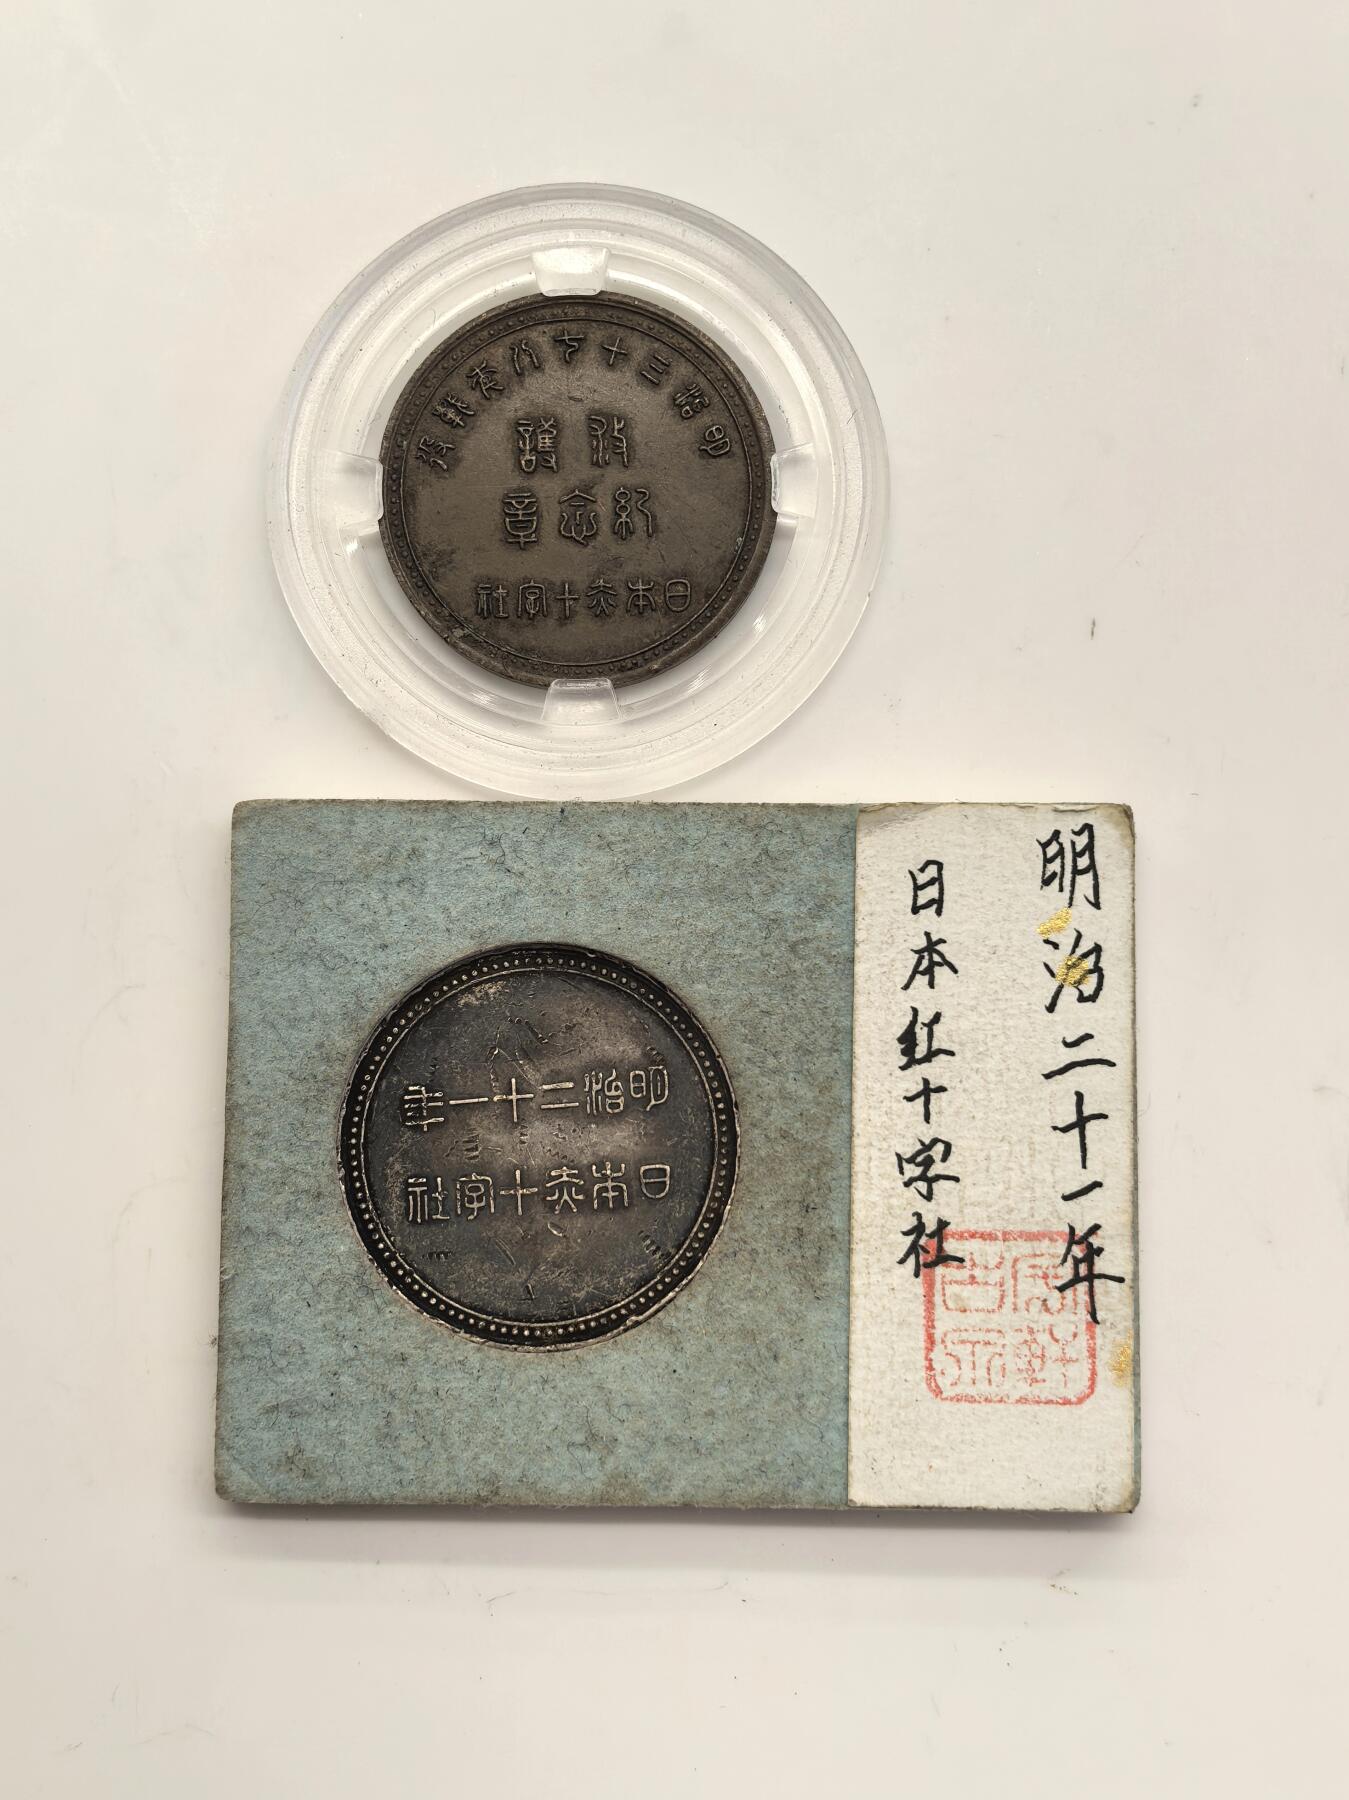 明治三十七八年戰役
救護
紀念章
日本赤十字社
明治二十一年
日本赤十字社
明治二十一年
日本红十字社